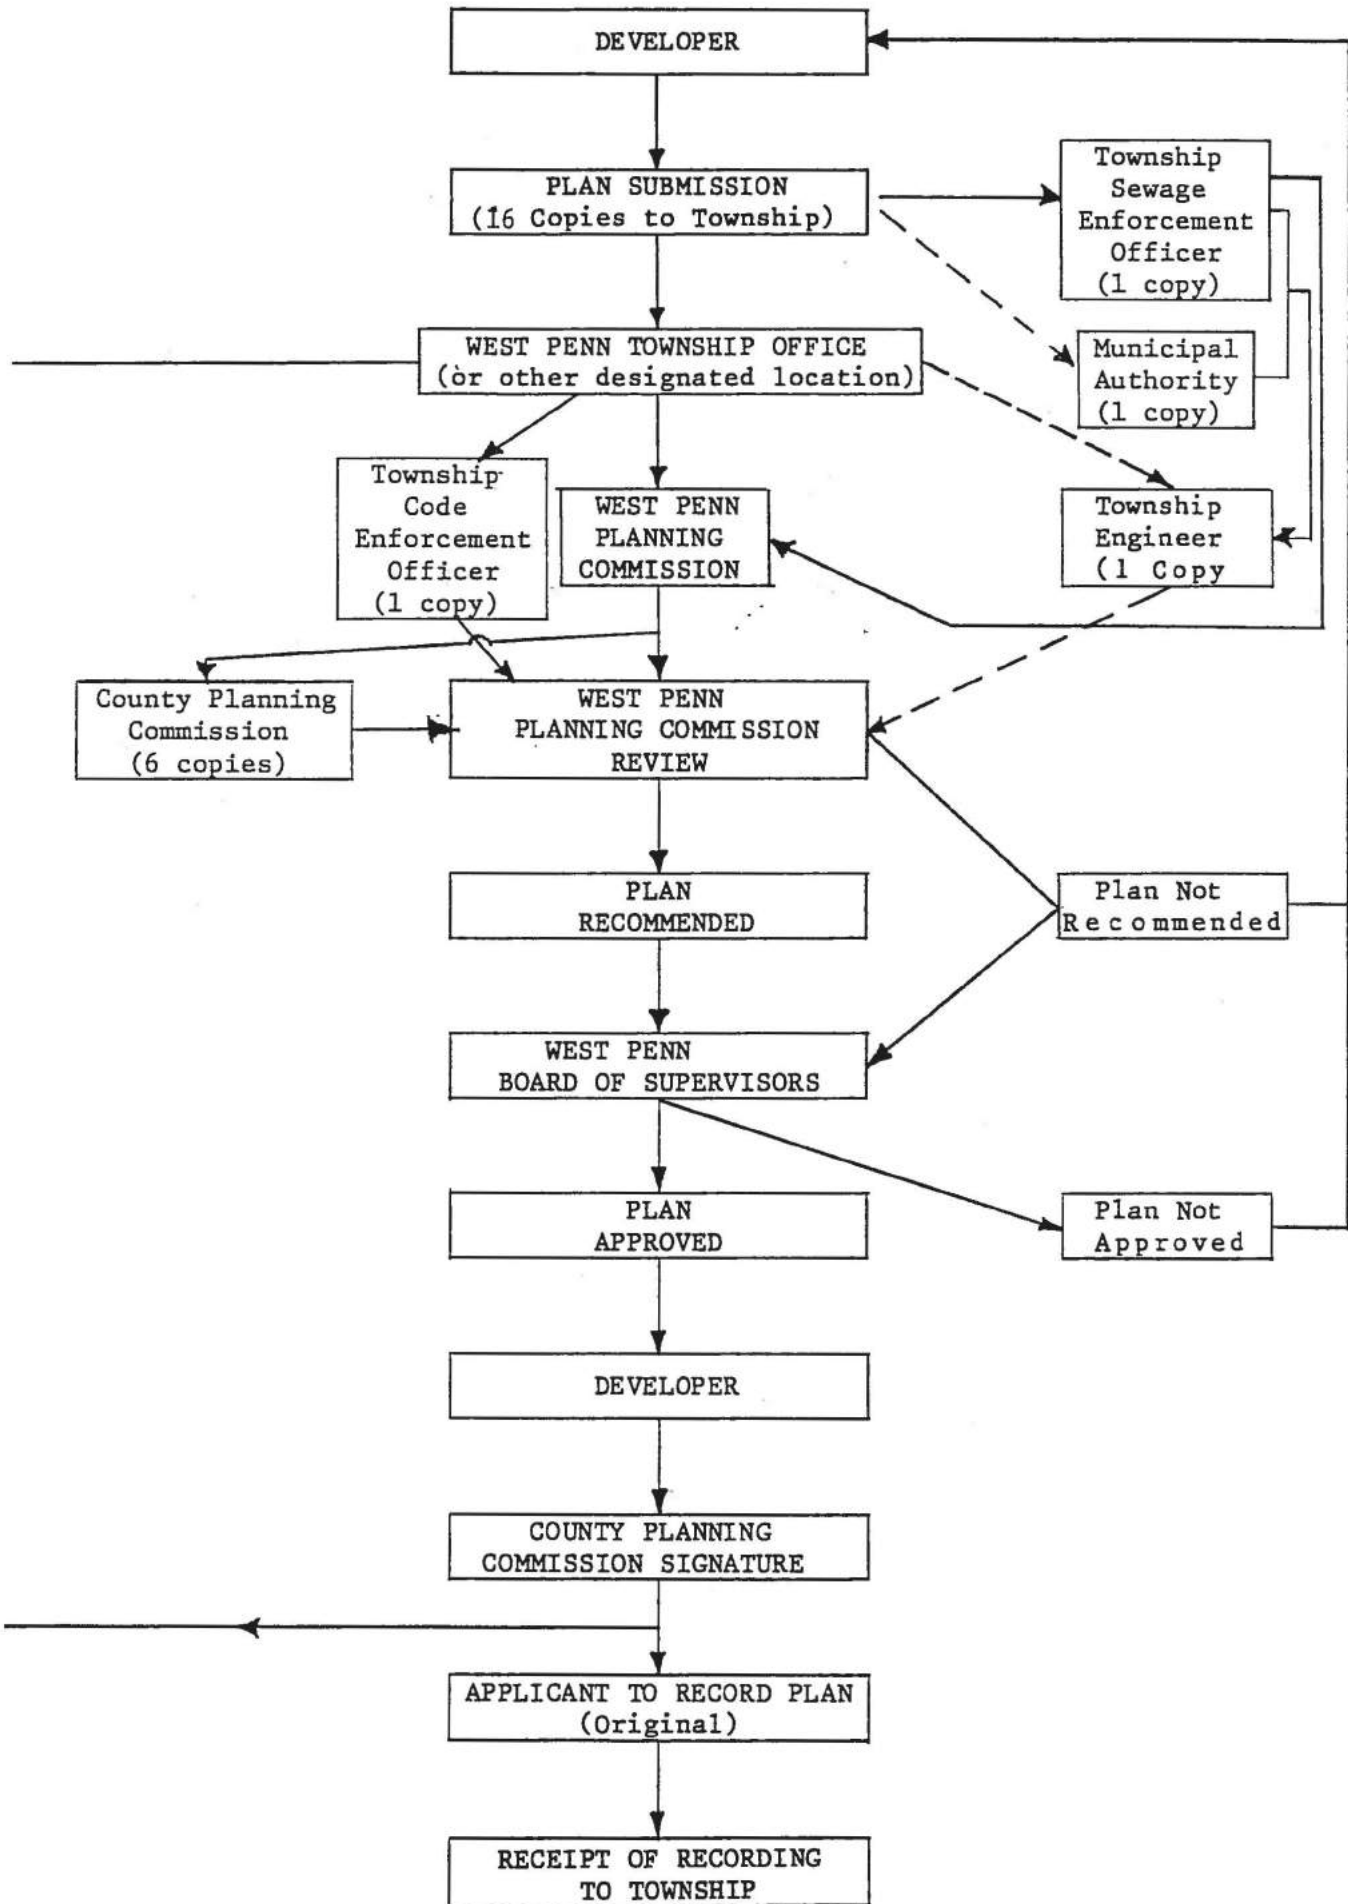 DEVELOPER
PLAN SUBMISSION
(16 Copies to Township)
Township
Sewage
Enforcement
Officer
(1 copy)
WEST PENN TOWNSHIP OFFICE
(or other designated location)
Municipal
Authority
(1 copy)
Township
Code
Enforcement
Officer
(1 copy)
WEST PENN
PLANNING
COMMISSION
Township
Engineer
(1 Copy
County Planning
Commission
(6 copies)
WEST PENN
PLANNING COMMISSION
REVIEW
PLAN
RECOMMENDED
Plan Not
Recommended
WEST PENN
BOARD OF SUPERVISORS
PLAN
APPROVED
Plan Not
Approved
DEVELOPER
COUNTY PLANNING
COMMISSION SIGNATURE
APPLICANT TO RECORD PLAN
(Original)
RECEIPT OF RECORDING
TO TOWNSHIP